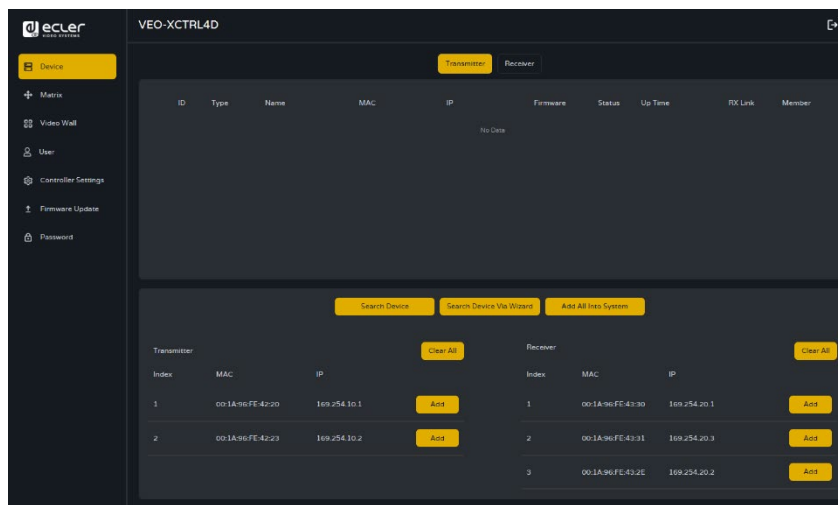 ecler
VIDEO SYSTEMS
VEO-XCTRL4D
Device
Matrix
Video Wall
User
Controller Settings
Firmware Update
Password
Transmitter Receiver
ID Type Name MAC IP Firmware Status Up Time RX Link Member
No Data
Search Device Search Device Via Wizard Add All Into System
Transmitter Clear All
Index MAC IP
1 00:1A:96:FE:42:20 169.254.10.1 Add
2 00:1A:96:FE:42:23 169.254.10.2 Add
Receiver Clear All
Index MAC IP
1 00:1A:96:FE:43:30 169.254.20.1 Add
2 00:1A:96:FE:43:31 169.254.20.3 Add
3 00:1A:96:FE:43:2E 169.254.20.2 Add